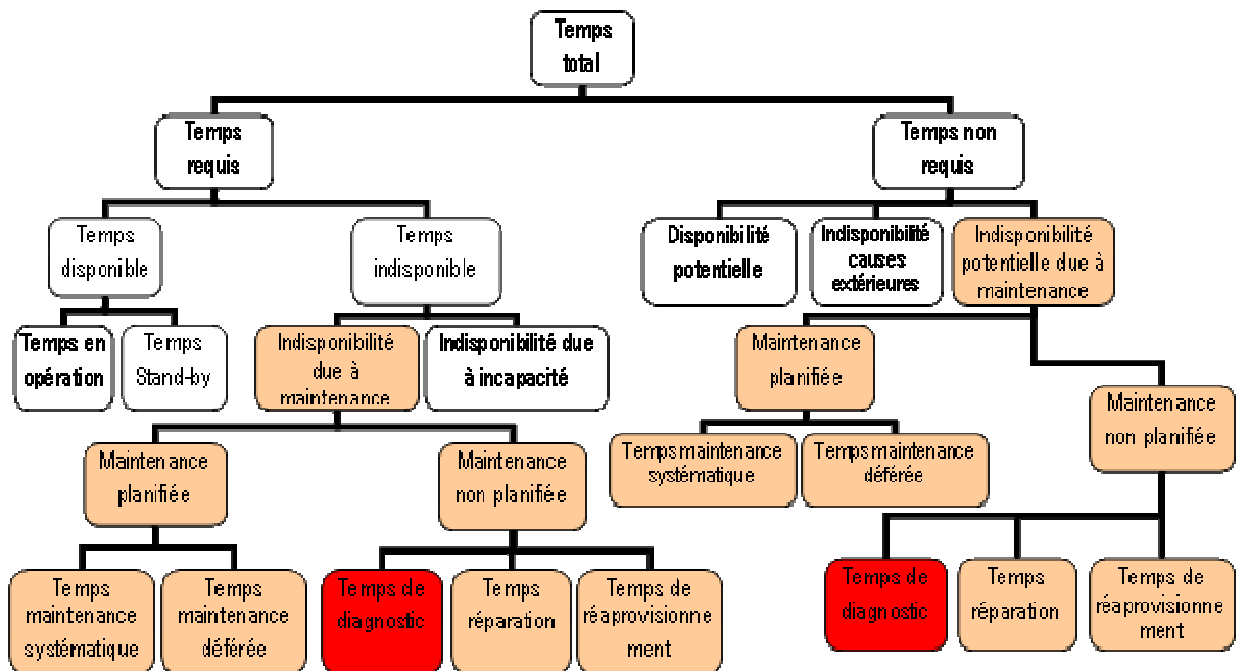 Temps
total
Temps
requis
Temps non
requis
Temps
disponible
Temps
indisponible
Disponibilité
potentielle
Indisponibilité
causes
extérieures
Indisponibilité
potentielle due à
maintenance
Temps en
opération
Temps
Stand-by
Indisponibilité
due à
maintenance
Indisponibilité due
à incapacité
Maintenance
planifiée
Maintenance
non planifiée
Temps maintenance
systématique
Temps maintenance
déférée
Maintenance
planifiée
Maintenance
non planifiée
Temps
maintenance
systématique
Temps
maintenance
déférée
Temps de
diagnostic
Temps
réparation
Temps de
réaprovisionne
ment
Temps de
diagnostic
Temps
réparation
Temps de
réaprovisionne
ment